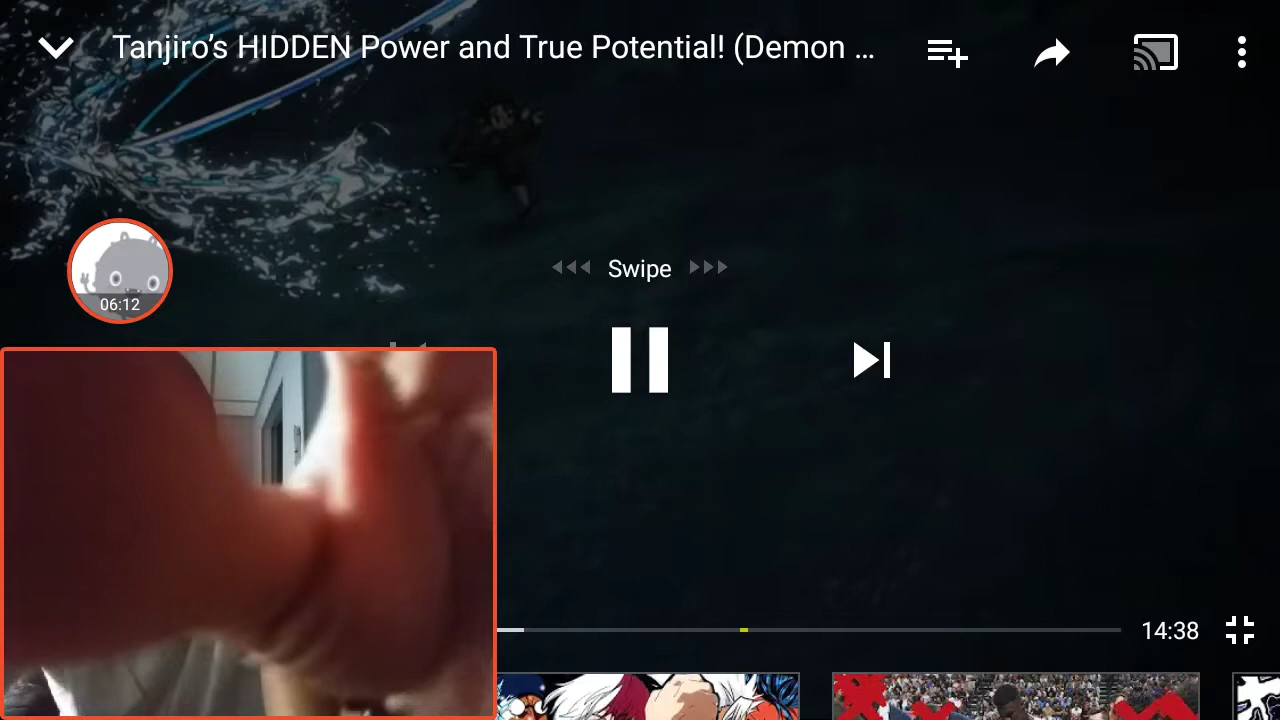 Tanjiro’s HIDDEN Power and True Potential! (Demon ...
Swipe
06:12
14:38